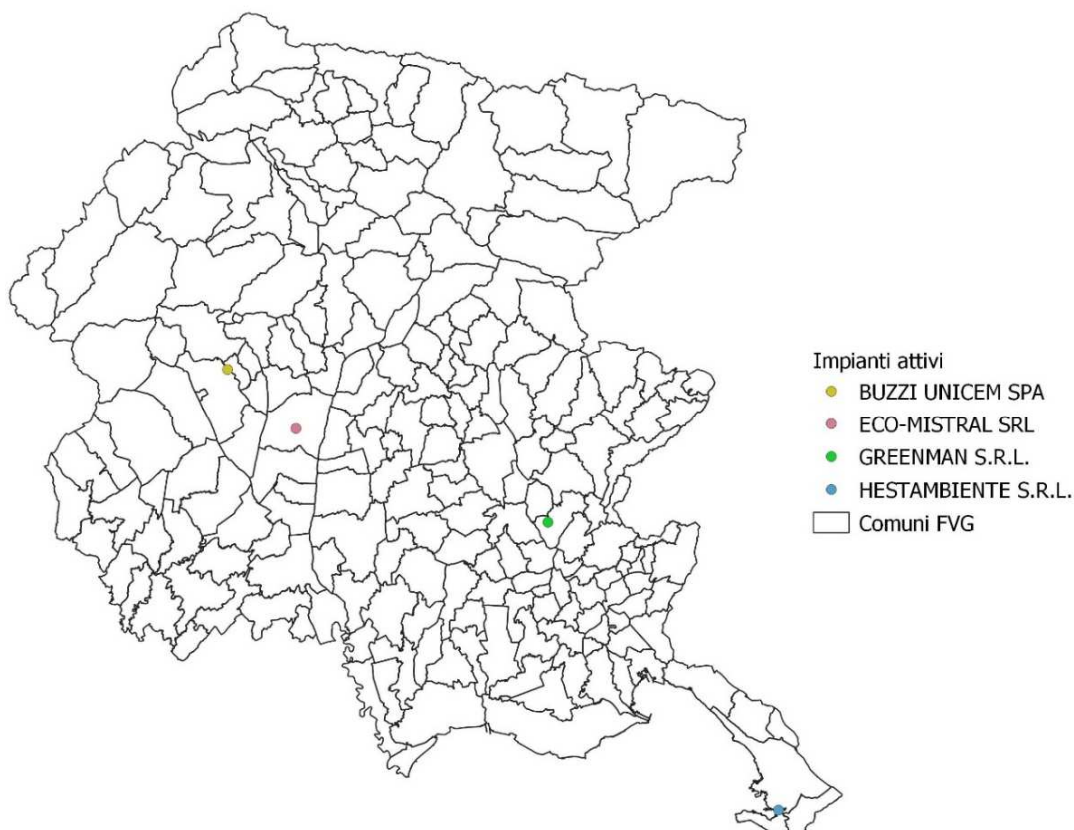 Impianti attivi
BUZZI UNICEM SPA
ECO-MISTRAL SRL
GREENMAN S.R.L.
HESTAMBIENTE S.R.L.
Comuni FVG